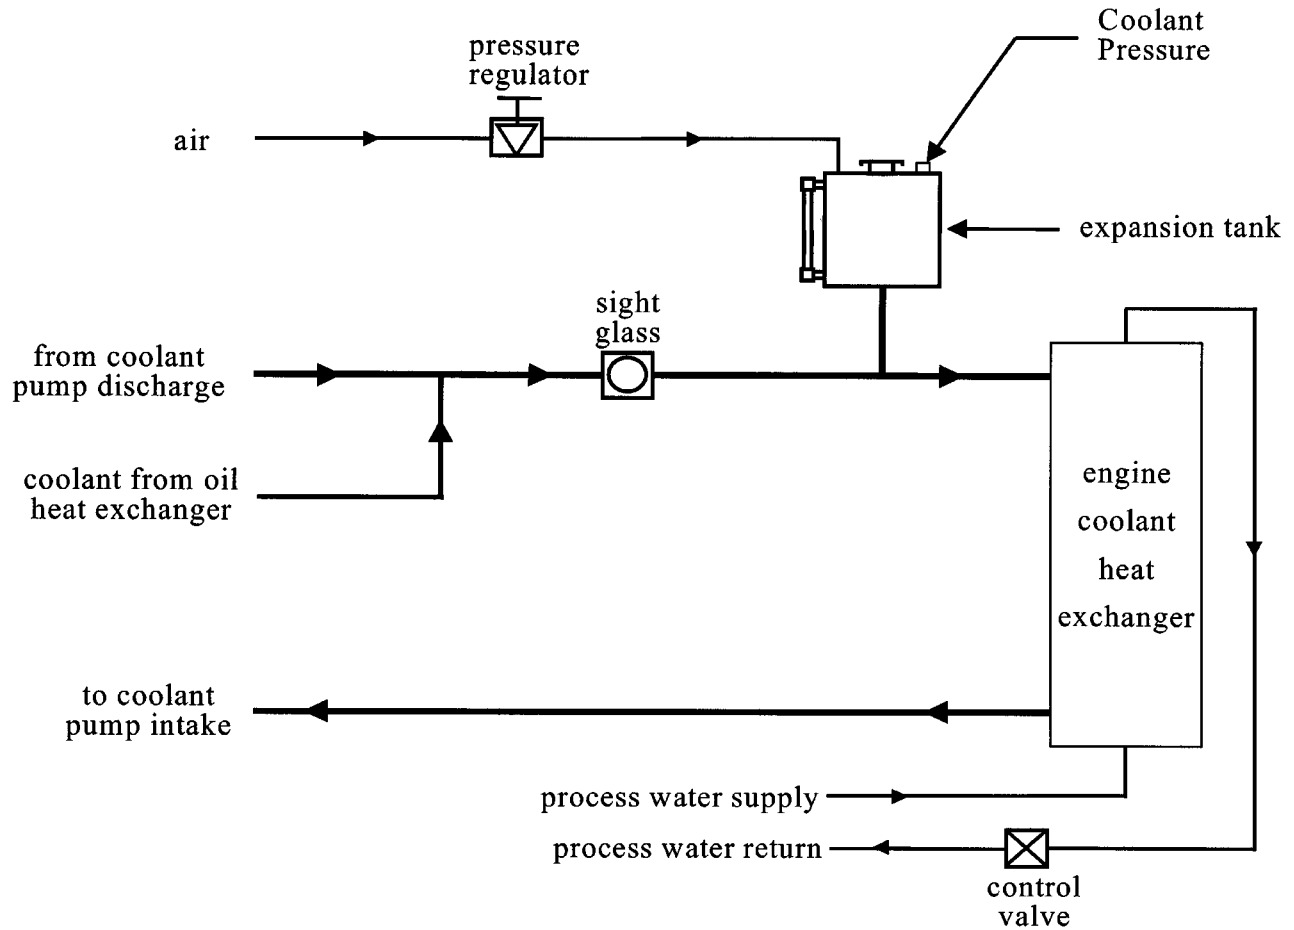 Coolant
Pressure
pressure
regulator
air
expansion tank
sight
glass
from coolant
pump discharge
coolant from oil
heat exchanger
engine
coolant
heat
exchanger
to coolant
pump intake
process water supply
process water return
control
valve